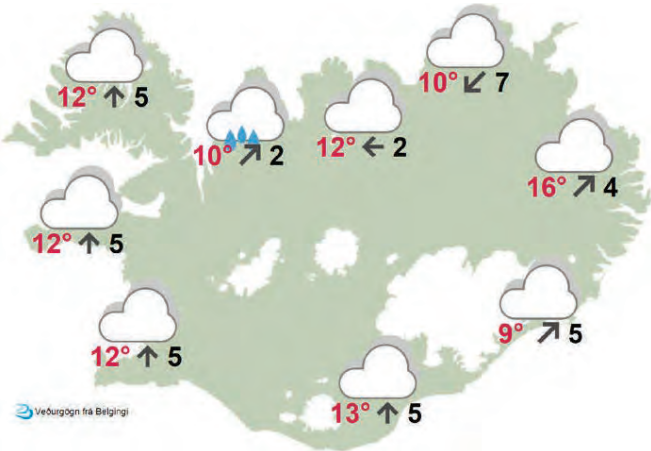 10° ↙ 7
12° ↑ 5
10° ↗ 2
12° ← 2
16° ↗ 4
12° ↑ 5
9° ↗ 5
12° ↑ 5
13° ↑ 5
Veðurgögn frá Belgingi